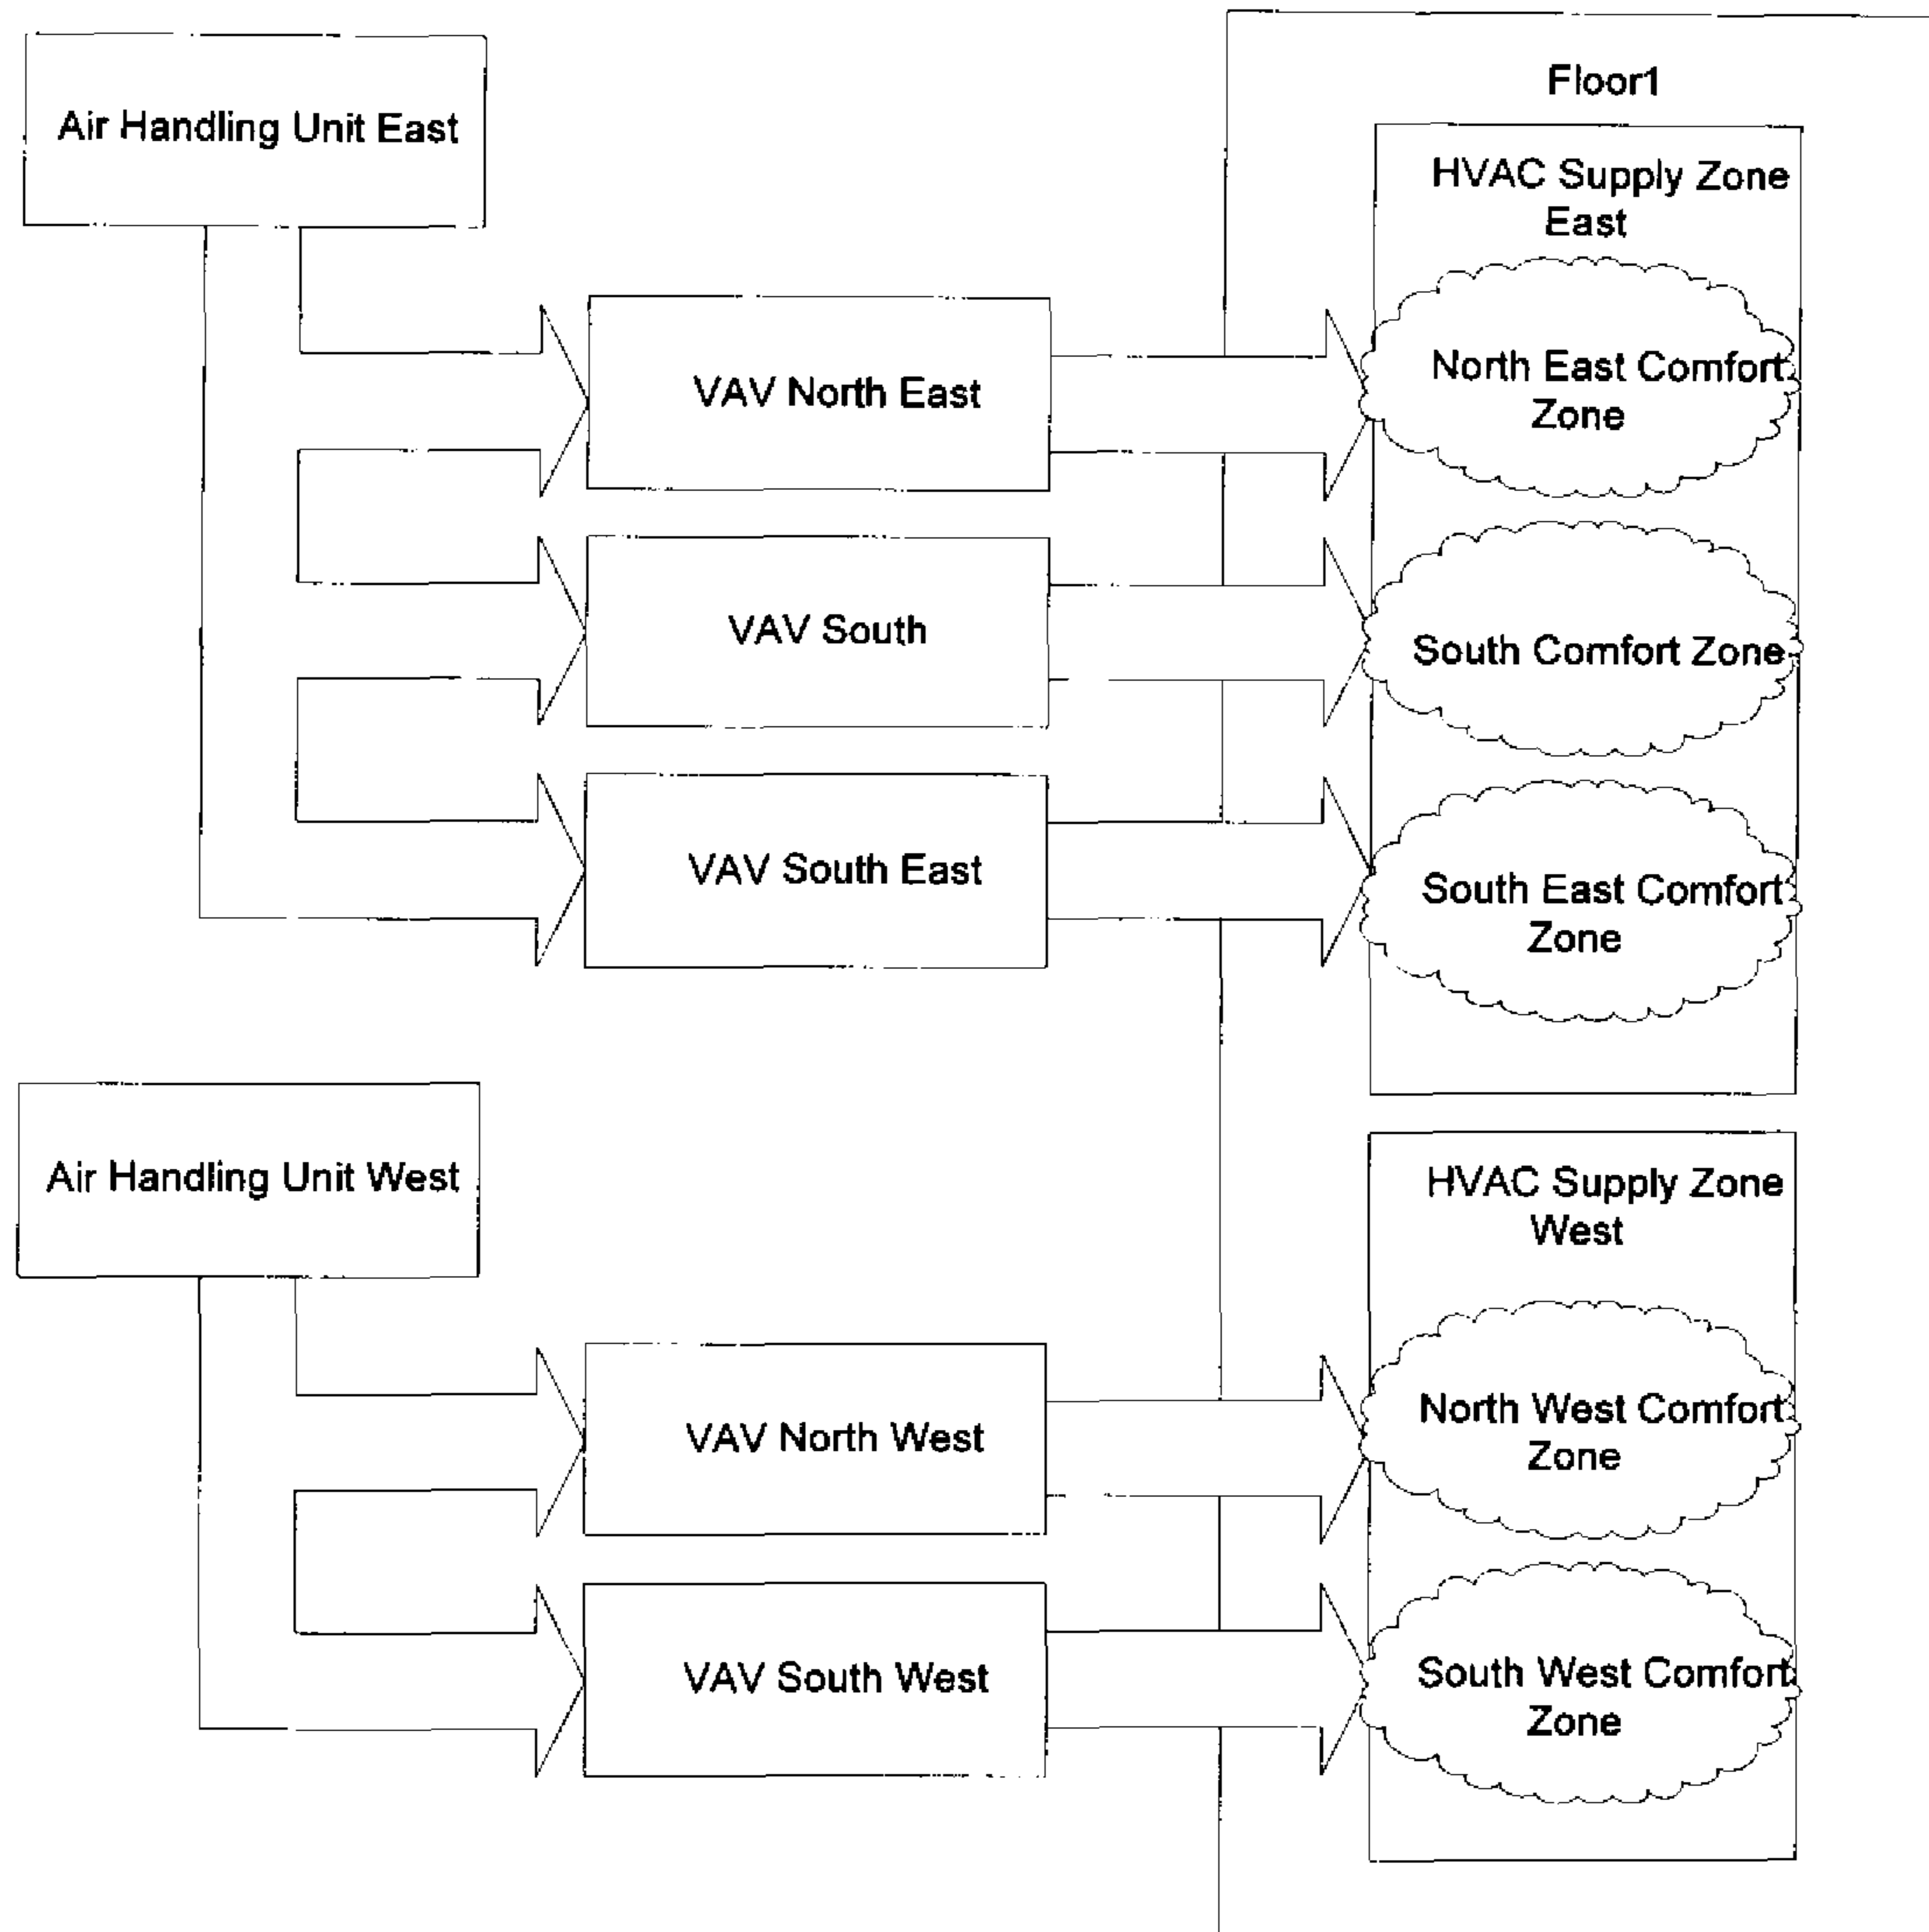 Floor1
Air Handling Unit East
HVAC Supply Zone
East
VAV North East
North East Comfort
Zone
VAV South
South Comfort Zone
VAV South East
South East Comfort
Zone
Air Handling Unit West
HVAC Supply Zone
West
VAV North West
North West Comfort
Zone
VAV South West
South West Comfort
Zone